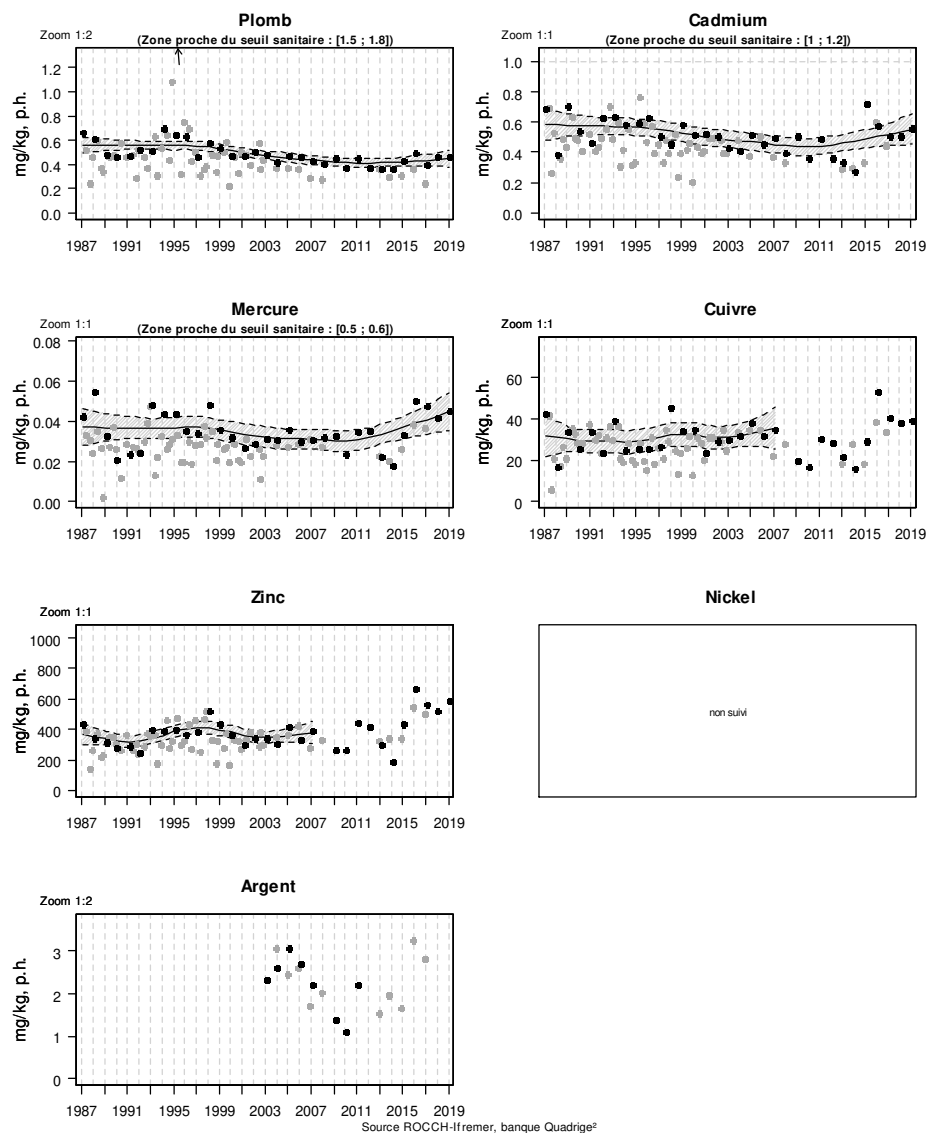 Plomb
Zoom 1:2
(Zone proche du seuil sanitaire : [1.5 ; 1.8])
mg/kg, p.h.
1.2
1.0
0.8
0.6
0.4
0.2
0.0
1987 1991 1995 1999 2003 2007 2011 2015 2019
Cadmium
Zoom 1:1
(Zone proche du seuil sanitaire : [1 ; 1.2])
mg/kg, p.h.
1.0
0.8
0.6
0.4
0.2
0.0
1987 1991 1995 1999 2003 2007 2011 2015 2019
Mercure
Zoom 1:1
(Zone proche du seuil sanitaire : [0.5 ; 0.6])
mg/kg, p.h.
0.08
0.06
0.04
0.02
0.00
1987 1991 1995 1999 2003 2007 2011 2015 2019
Cuivre
Zoom 1:1
mg/kg, p.h.
60
40
20
0
1987 1991 1995 1999 2003 2007 2011 2015 2019
Zinc
Zoom 1:1
mg/kg, p.h.
1000
800
600
400
200
0
1987 1991 1995 1999 2003 2007 2011 2015 2019
Nickel
non suivi
Argent
Zoom 1:2
mg/kg, p.h.
3
2
1
0
1987 1991 1995 1999 2003 2007 2011 2015 2019
Source ROCCH-Ifremer, banque Quadrige²